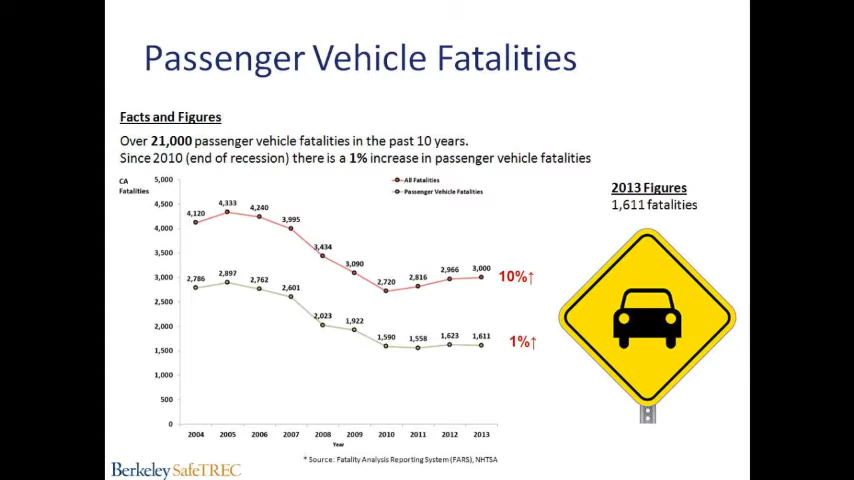 Passenger Vehicle Fatalities
Facts and Figures
Over 21,000 passenger vehicle fatalities in the past 10 years.
Since 2010 (end of recession) there is a 1% increase in passenger vehicle fatalities
CA
Fatalities
5,000
4,500
4,000
3,500
3,000
2,500
2,000
1,500
1,000
500
0
All Fatalities
Passenger Vehicle Fatalities
4,120
4,333
4,240
3,995
3,434
3,090
2,720
2,816
2,966
3,000
10%↑
2,786
2,897
2,762
2,601
2,023
1,922
1,590
1,558
1,623
1,611
1%↑
2004 2005 2006 2007 2008 2009 2010 2011 2012 2013
Year
2013 Figures
1,611 fatalities
* Source: Fatality Analysis Reporting System (FARS), NHTSA
Berkeley SafeTREC